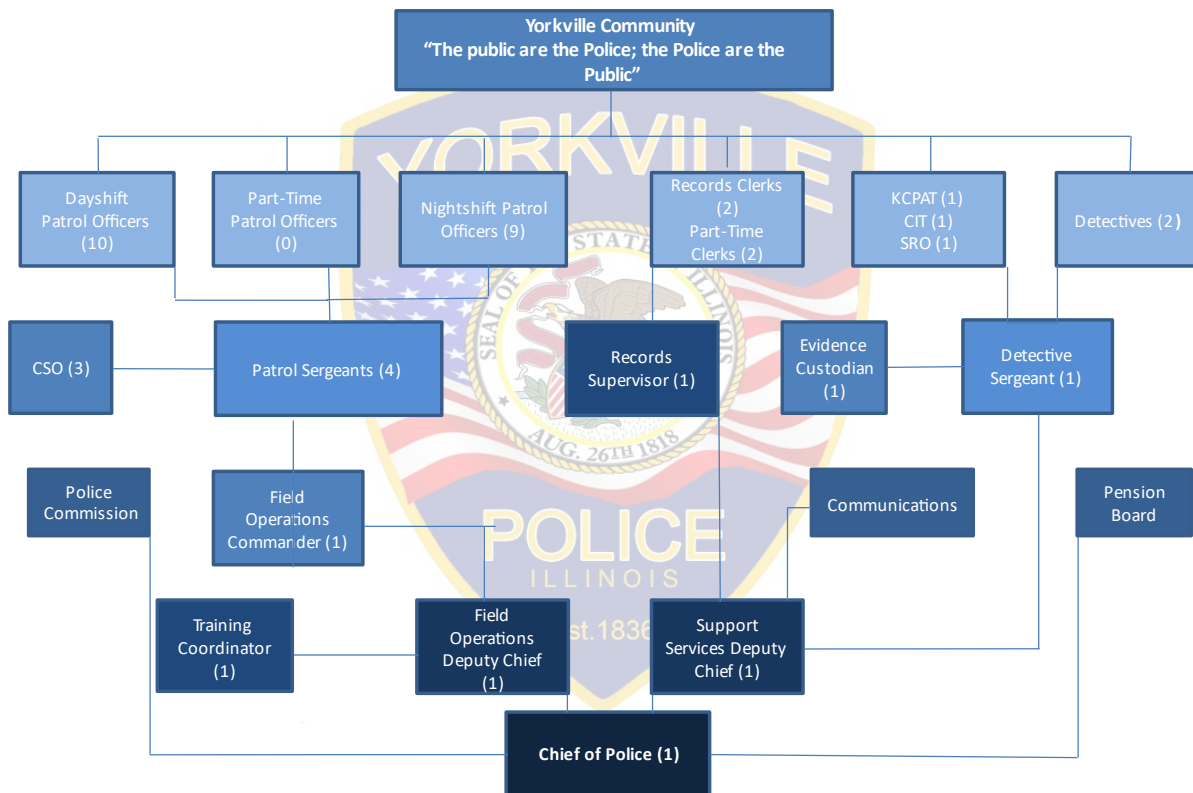 Yorkville Community
“The public are the Police; the Police are the
Public”
YORKVILLE
Dayshift
Patrol Officers
(10)
Part-Time
Patrol Officers
(0)
Nightshift Patrol
Officers (9)
Records Clerks
(2)
Part-Time
Clerks (2)
KCPAT (1)
CIT (1)
SRO (1)
Detectives (2)
SEAL OF THE STATE OF ILLINOIS
CSO (3)
Patrol Sergeants (4)
Records
Supervisor (1)
Evidence
Custodian
(1)
Detective
Sergeant (1)
AUG. 26TH 1818
Police
Commission
Field
Operations
Commander (1)
Communications
Pension
Board
POLICE
ILLINOIS
Training
Coordinator
(1)
Field
Operations
Deputy Chief
(1)
st.1836
Support
Services Deputy
Chief (1)
Chief of Police (1)